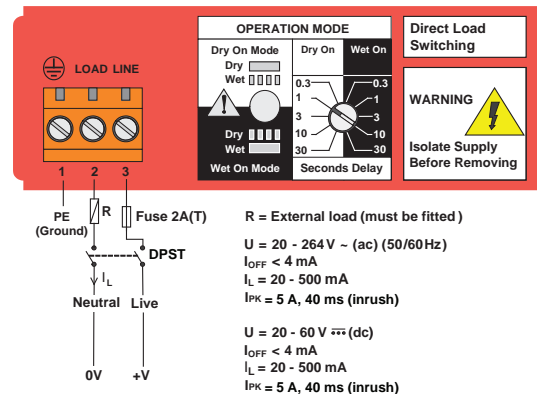 OPERATION MODE
Dry On Mode
Dry
Wet
Dry
Wet
Wet On Mode
Dry On
Wet On
0.3
0.3
1
1
3
3
10
10
30
30
Seconds Delay
Direct Load
Switching
WARNING
Isolate Supply
Before Removing
LOAD LINE
1 2 3
PE
(Ground)
R
Fuse 2A(T)
DPST
IL
Neutral Live
0V +V
R = External load (must be fitted)
U = 20 - 264 V ~ (ac) (50/60Hz)
IOFF < 4 mA
IL = 20 - 500 mA
IPK = 5 A, 40 ms (inrush)
U = 20 - 60 V ⎓ (dc)
IOFF < 4 mA
IL = 20 - 500 mA
IPK = 5 A, 40 ms (inrush)